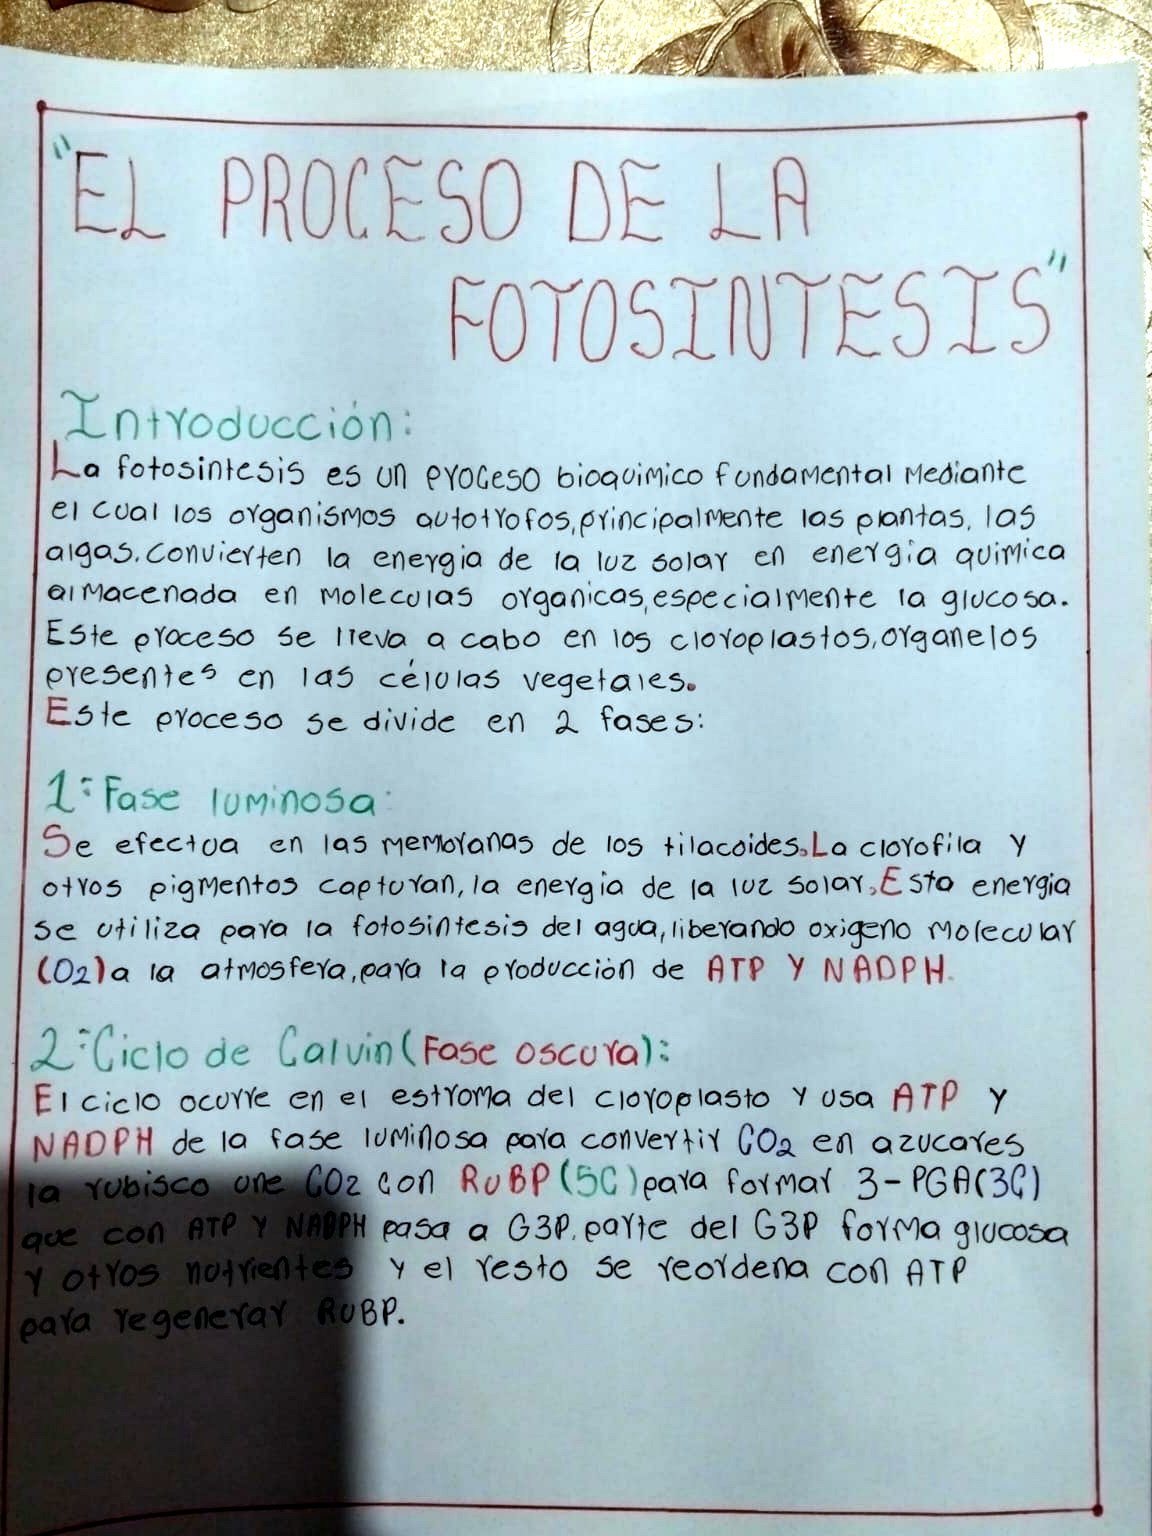 "EL PROCESO DE LA
FOTOSINTESIS"
Introducción:
La fotosintesis es un proceso bioquimico fundamental mediante
el cual los organismos autotrofos, principalmente las plantas, las
algas. Convierten la energia de la luz solar en energia quimica
almacenada en moleculas organicas, especialmente la glucosa.
Este proceso se lleva a cabo en los cloroplastos, organelos
presentes en las células vegetales.
Este proceso se divide en 2 fases:
1: Fase luminosa:
Se efectua en las membranas de los tilacoides. La clorofila y
otros pigmentos capturan, la energia de la luz solar, Esta energia
se utiliza para la fotosintesis del agua, liberando oxigeno molecular
(O2) a la atmosfera, para la producción de ATP Y NADPH.
2: Ciclo de Calvin (Fase oscura):
El ciclo ocurre en el estroma del cloroplasto y usa ATP y
NADPH de la fase luminosa para convertir CO2 en azucares
la rubisco une CO2 con RuBP (5C) para formar 3-PGA(3C)
que con ATP Y NADPH pasa a G3P. parte del G3P forma glucosa
y otros nutrientes y el resto se reordena con ATP
para regenerar RUBP.